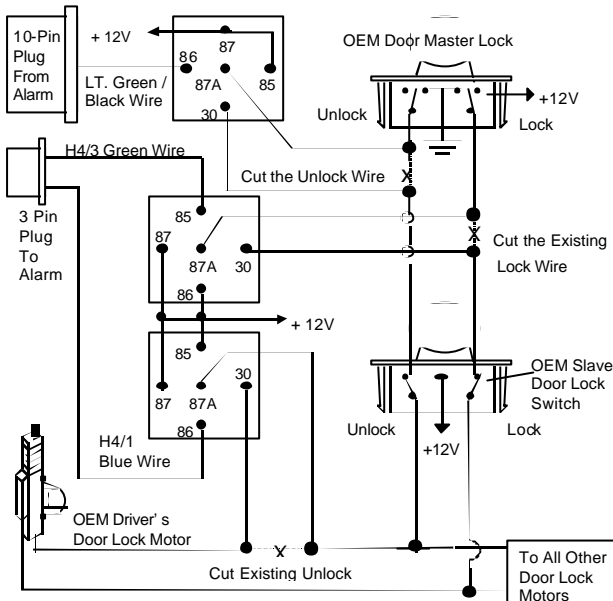 10-Pin
Plug
From
Alarm
+ 12V
87
86
87A
85
30
LT. Green /
Black Wire
OEM Door Master Lock
+12V
Unlock
Lock
H4/3 Green Wire
Cut the Unlock Wire
X
3 Pin
Plug
To
Alarm
85
87
87A
30
86
X
Cut the Existing
Lock Wire
+ 12V
85
30
87
87A
86
H4/1
Blue Wire
OEM Slave
Door Lock
Switch
Unlock
+12V
Lock
OEM Driver's
Door Lock Motor
X
Cut Existing Unlock
To All Other
Door Lock
Motors